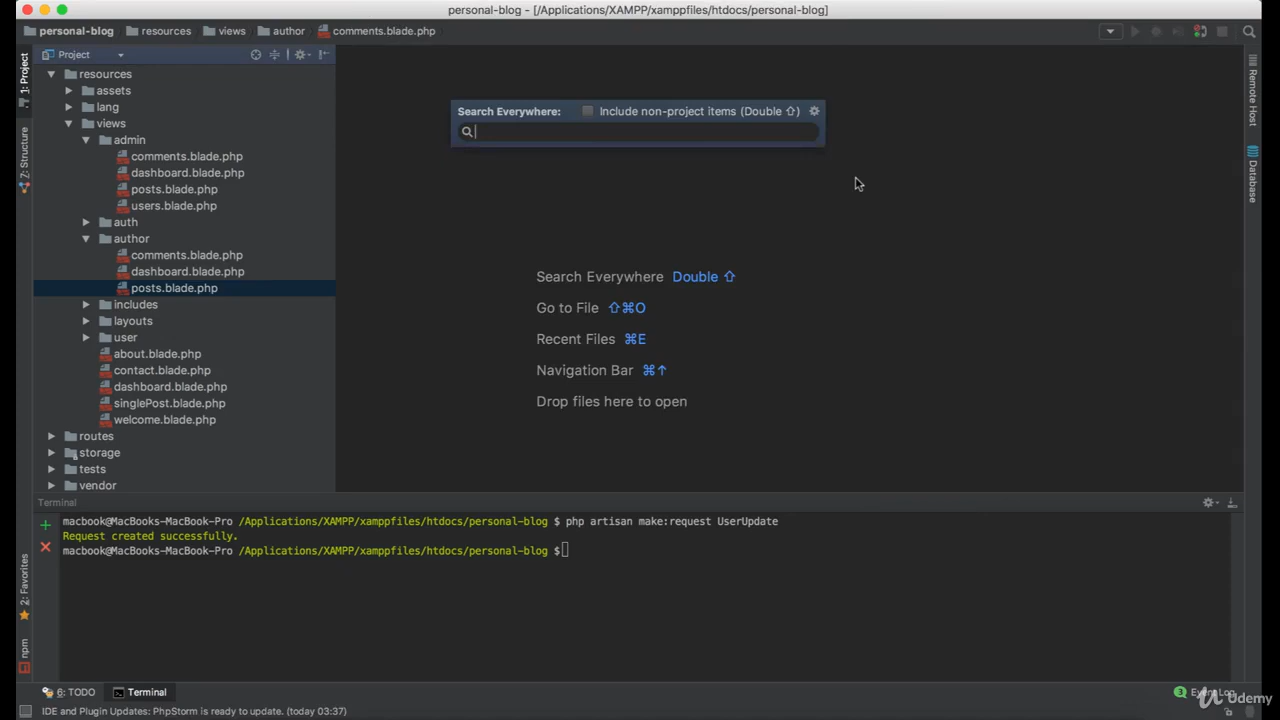 personal-blog - [/Applications/XAMPP/xamppfiles/htdocs/personal-blog]
personal-blog resources views author comments.blade.php
Project
resources
assets
lang
views
admin
comments.blade.php
dashboard.blade.php
posts.blade.php
users.blade.php
auth
author
comments.blade.php
dashboard.blade.php
posts.blade.php
includes
layouts
user
about.blade.php
contact.blade.php
dashboard.blade.php
singlePost.blade.php
welcome.blade.php
routes
storage
tests
vendor
1: Project
7: Structure
2: Favorites
npm
Search Everywhere: Include non-project items (Double ⇧)
Search Everywhere Double ⇧
Go to File ⇧⌘O
Recent Files ⌘E
Navigation Bar ⌘↑
Drop files here to open
Remote Host
Database
Terminal
macbook@MacBooks-MacBook-Pro /Applications/XAMPP/xamppfiles/htdocs/personal-blog $ php artisan make:request UserUpdate
Request created successfully.
macbook@MacBooks-MacBook-Pro /Applications/XAMPP/xamppfiles/htdocs/personal-blog $
6: TODO Terminal
3 Event Log
IDE and Plugin Updates: PhpStorm is ready to update. (today 03:37)
Udemy